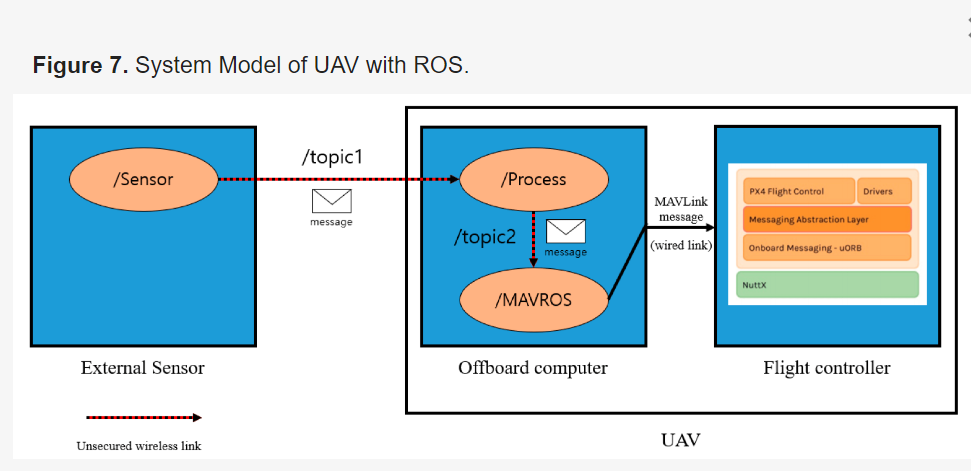 Figure 7. System Model of UAV with ROS.
/Sensor
/topic1
message
/Process
/topic2
message
/MAVROS
MAVLink
message
(wired link)
PX4 Flight Control
Drivers
Messaging Abstraction Layer
Onboard Messaging - uORB
NuttX
External Sensor
Offboard computer
Flight controller
Unsecured wireless link
UAV